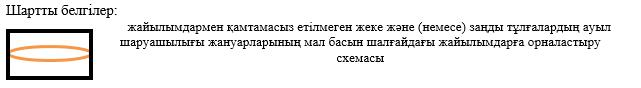 Шартты белгілер:
жайылымдармен қамтамасыз етілмеген жеке және (немесе) заңды тұлғалардың ауыл
шаруашылығы жануарларының мал басын шалғайдағы жайылымдарға орналастыру
схемасы